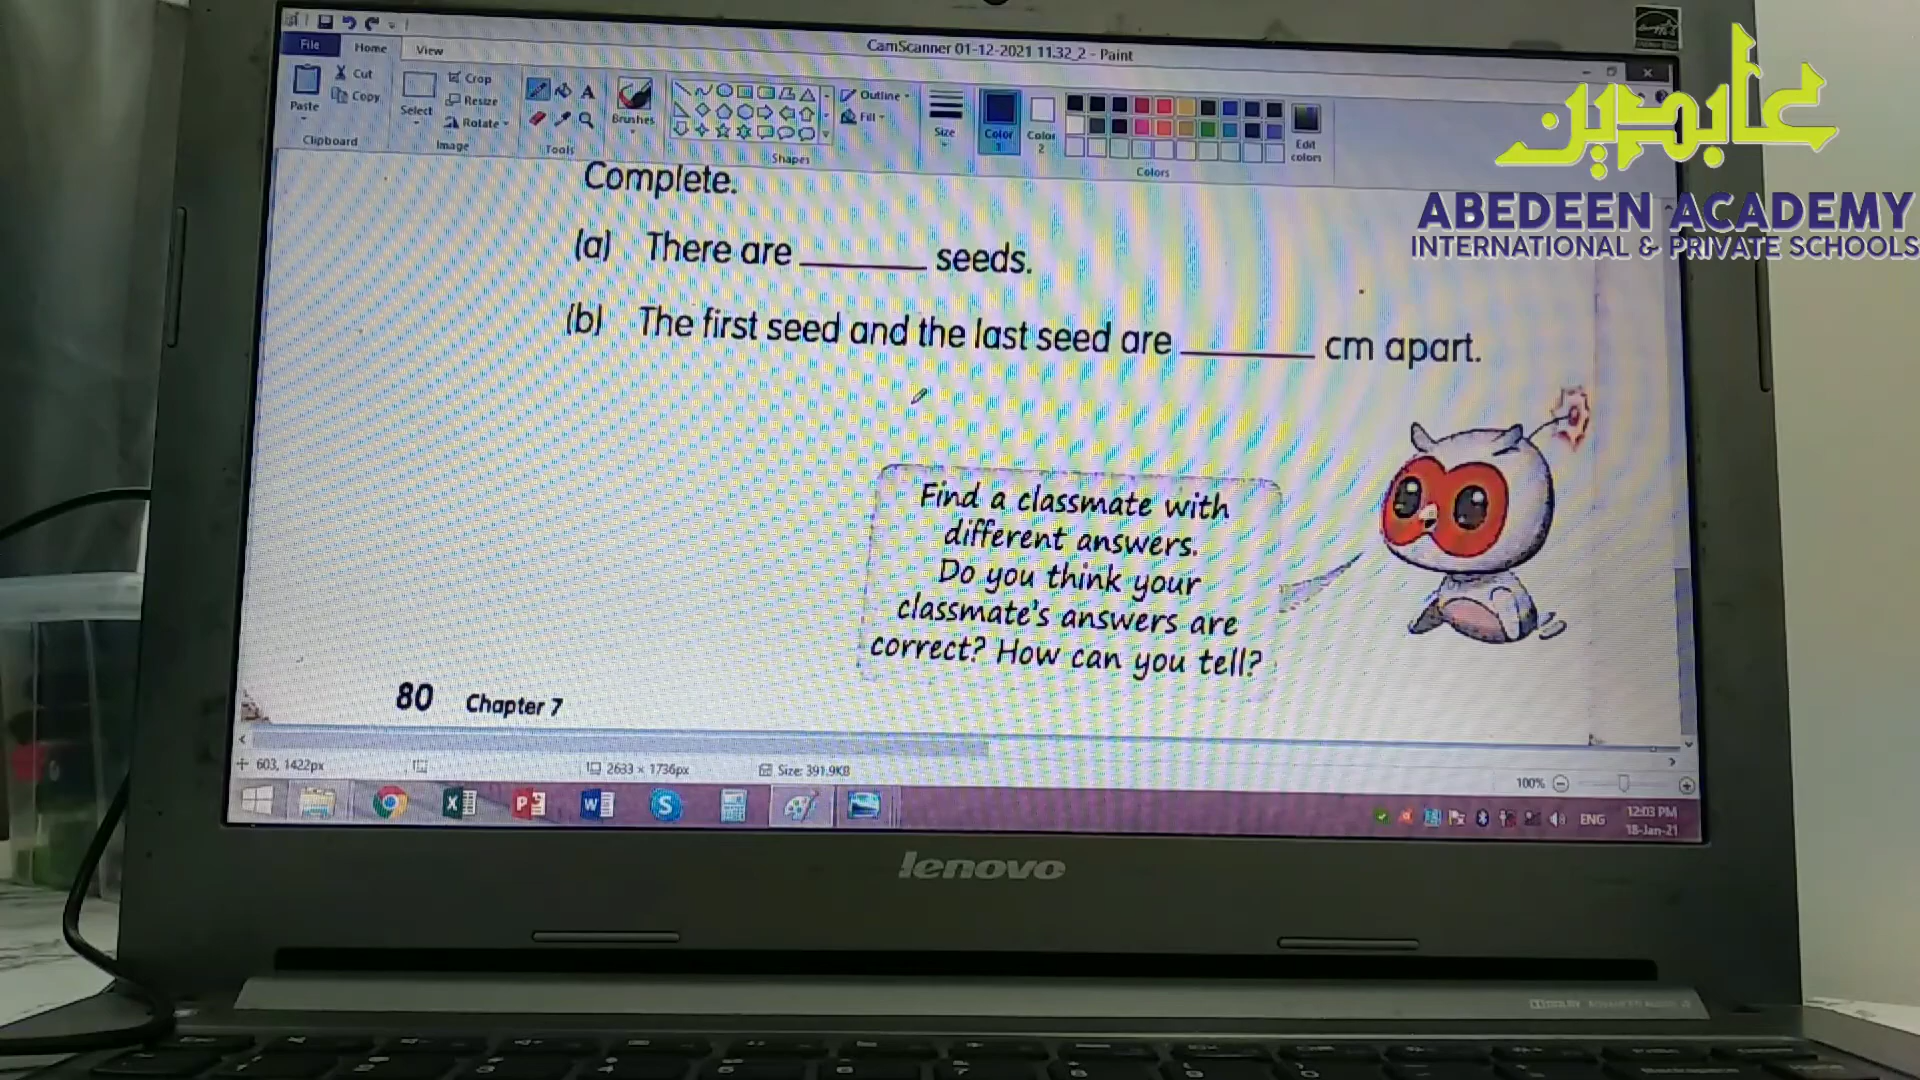 CamScanner 01-12-2021 11.32_2 - Paint
File Home View
Paste
Cut
Copy
Clipboard
Select
Crop
Resize
Rotate
Image
Tools
Brushes
Shapes
Outline
Fill
Size
Color 1
Color 2
Colors
Edit colors
عابدين
ABEDEEN ACADEMY
INTERNATIONAL & PRIVATE SCHOOLS
Complete.
(a) There are ______ seeds.
(b) The first seed and the last seed are ______ cm apart.
Find a classmate with
different answers.
Do you think your
classmate's answers are
correct? How can you tell?
80 Chapter 7
603, 1422px
2633 × 1736px
Size: 391.9KB
100%
ENG
12:03 PM
18-Jan-21
lenovo